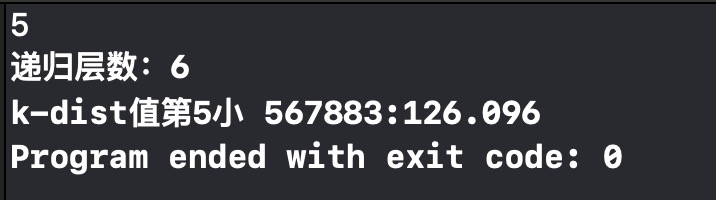 5
递归层数：6
k-dist值第5小 567883:126.096
Program ended with exit code: 0